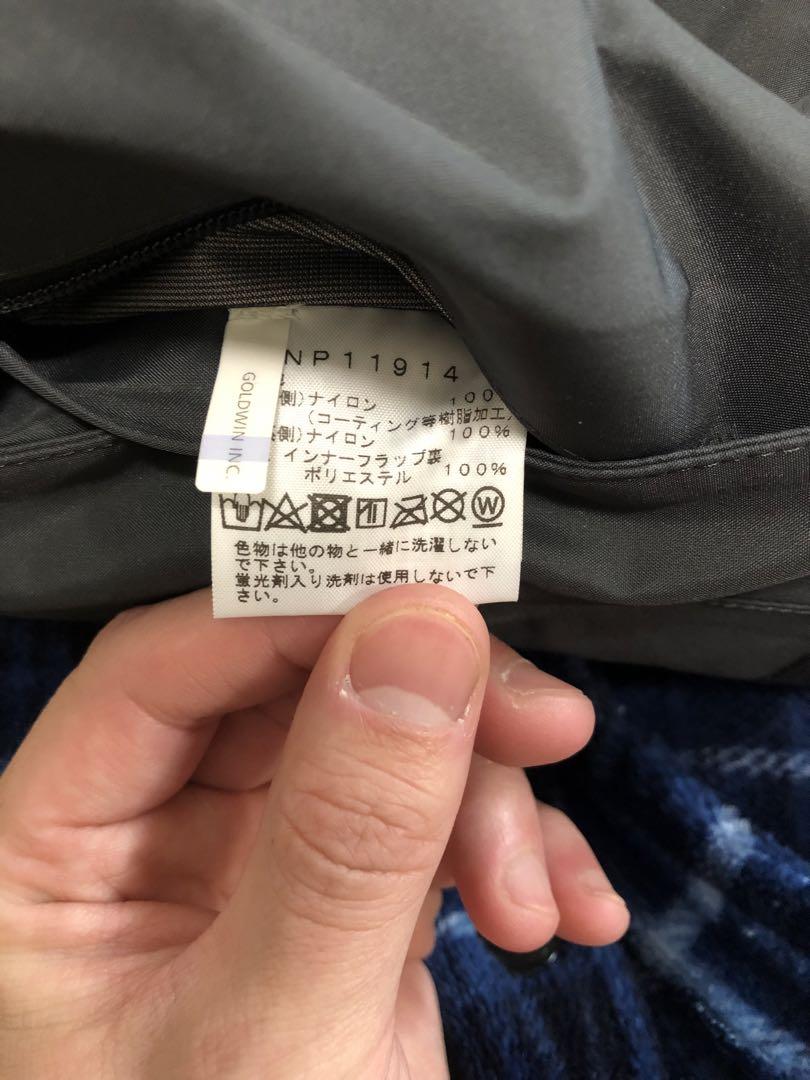 NP11914
GOLDWIN INC.
側)ナイロン 100
(コーティング等樹脂加工)
側)ナイロン 100%
インナーフラップ裏
ポリエステル 100%
W
色物は他の物と一緒に洗濯しない
で下さい。
蛍光剤入り洗剤は使用しないで下
さい。